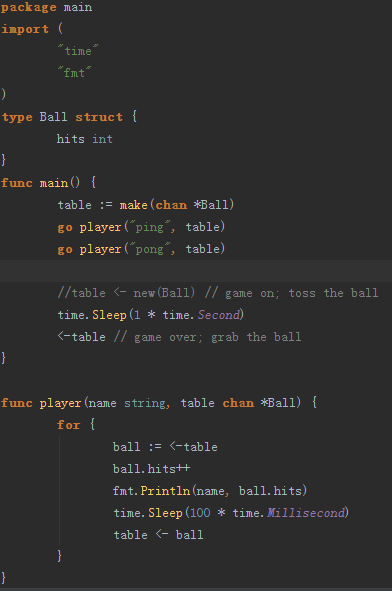 package main
import (
"time"
"fmt"
)
type Ball struct {
hits int
}
func main() {
table := make(chan *Ball)
go player("ping", table)
go player("pong", table)
//table <- new(Ball) // game on; toss the ball
time.Sleep(1 * time.Second)
<-table // game over; grab the ball
}
func player(name string, table chan *Ball) {
for {
ball := <-table
ball.hits++
fmt.Println(name, ball.hits)
time.Sleep(100 * time.Millisecond)
table <- ball
}
}